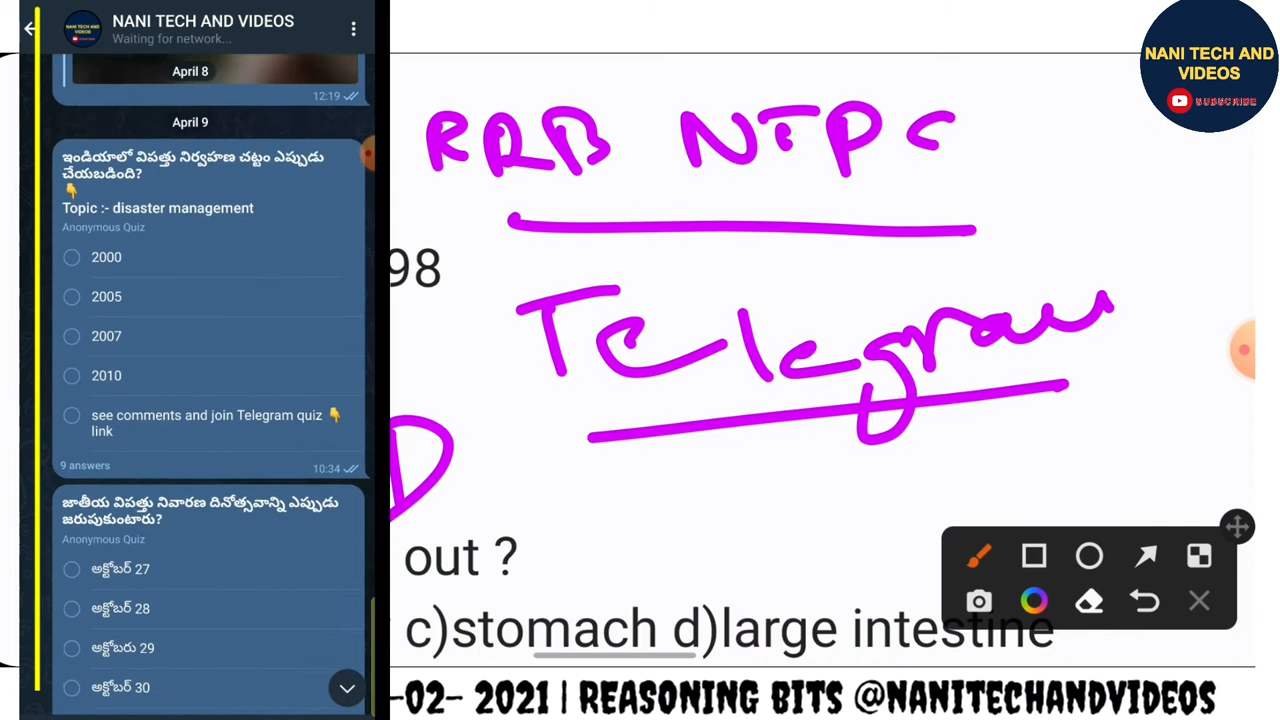 NANI TECH AND VIDEOS
Waiting for network...
April 8
12:19
April 9
ఇండియాలో విపత్తు నిర్వహణ చట్టం ఎప్పుడు
చేయబడింది?
👇
Topic :- disaster management
Anonymous Quiz
2000
2005
2007
2010
see comments and join Telegram quiz 👇
link
9 answers
10:34
జాతీయ విపత్తు నివారణ దినోత్సవాన్ని ఎప్పుడు
జరుపుకుంటారు?
Anonymous Quiz
అక్టోబర్ 27
అక్టోబర్ 28
అక్టోబరు 29
అక్టోబర్ 30
NANI TECH AND
VIDEOS
SUBSCRIBE
RRB NTPC
98
Telegram
D
out ?
c)stomach d)large intestine
-02- 2021 | REASONING BITS @NANITECHANDVIDEOS